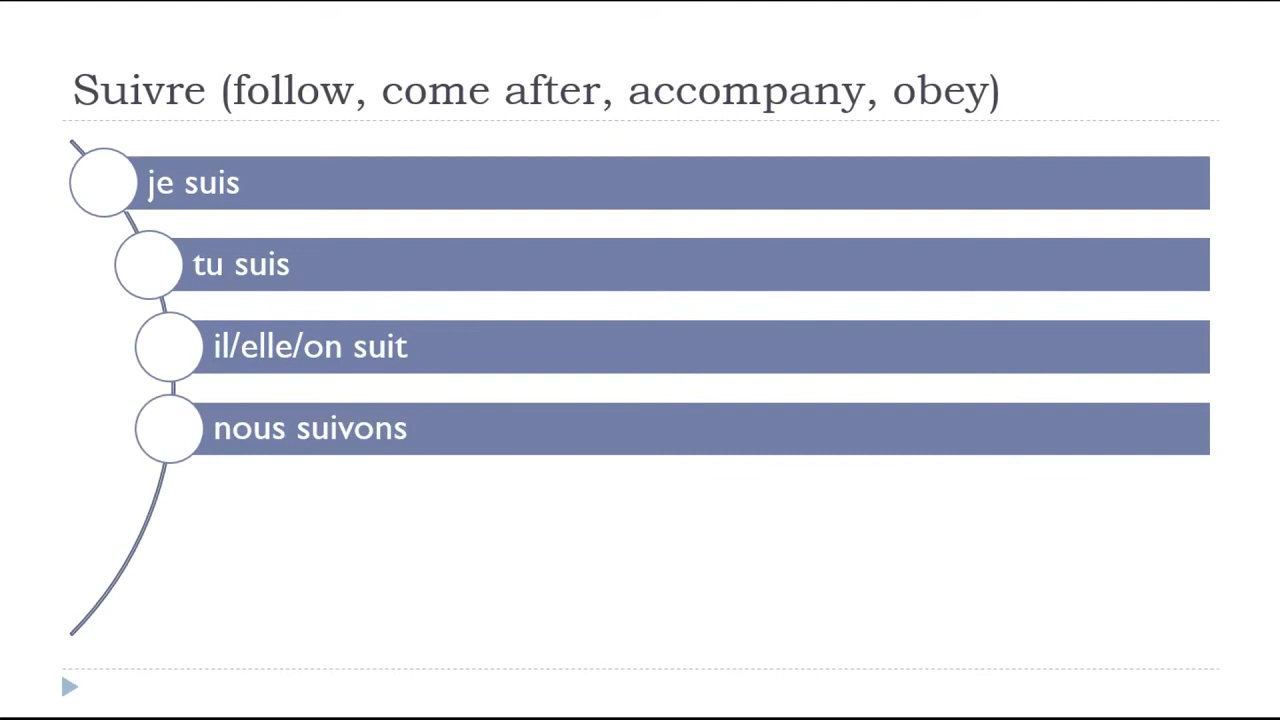 Suivre (follow, come after, accompany, obey)
je suis
tu suis
il/elle/on suit
nous suivons